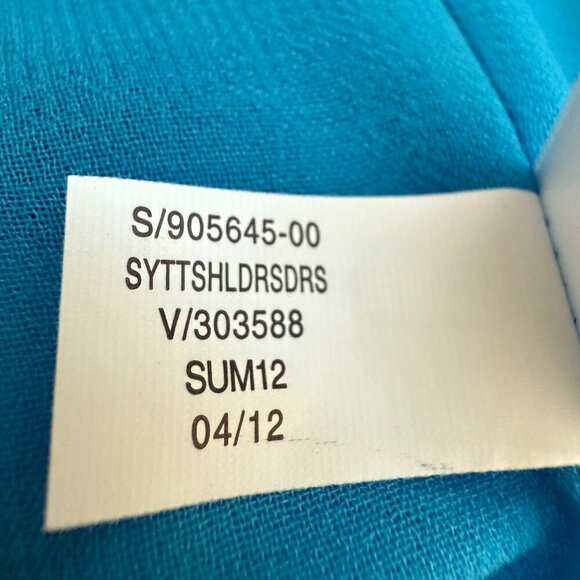 S/905645-00
SYTTSHLDRSDRS
V/303588
SUM12
04/12